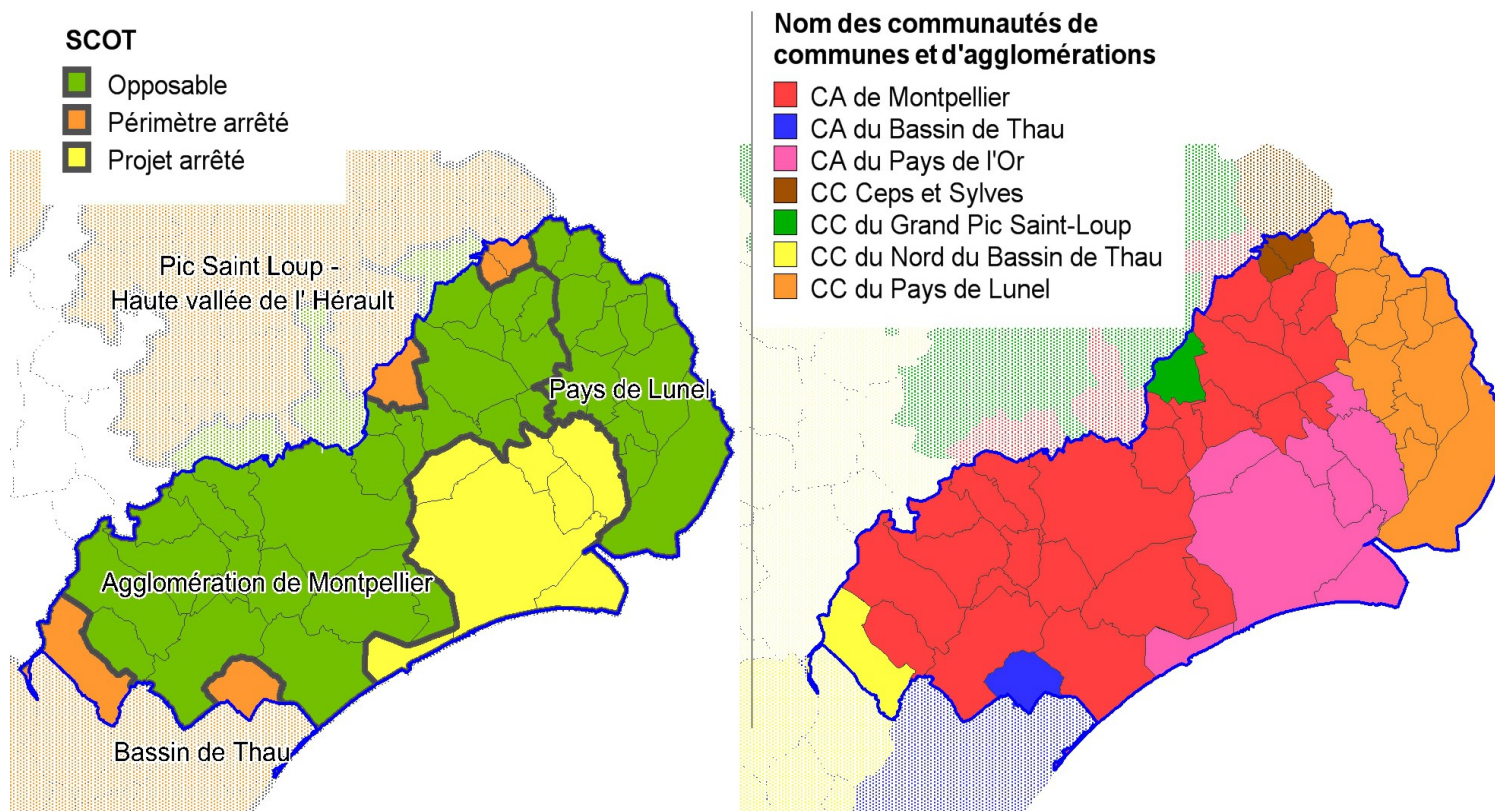 SCOT
Opposable
Périmètre arrêté
Projet arrêté
Pic Saint Loup -
Haute vallée de l' Hérault
Pays de Lunel
Agglomération de Montpellier
Bassin de Thau
Nom des communautés de
communes et d'agglomérations
CA de Montpellier
CA du Bassin de Thau
CA du Pays de l'Or
CC Ceps et Sylves
CC du Grand Pic Saint-Loup
CC du Nord du Bassin de Thau
CC du Pays de Lunel